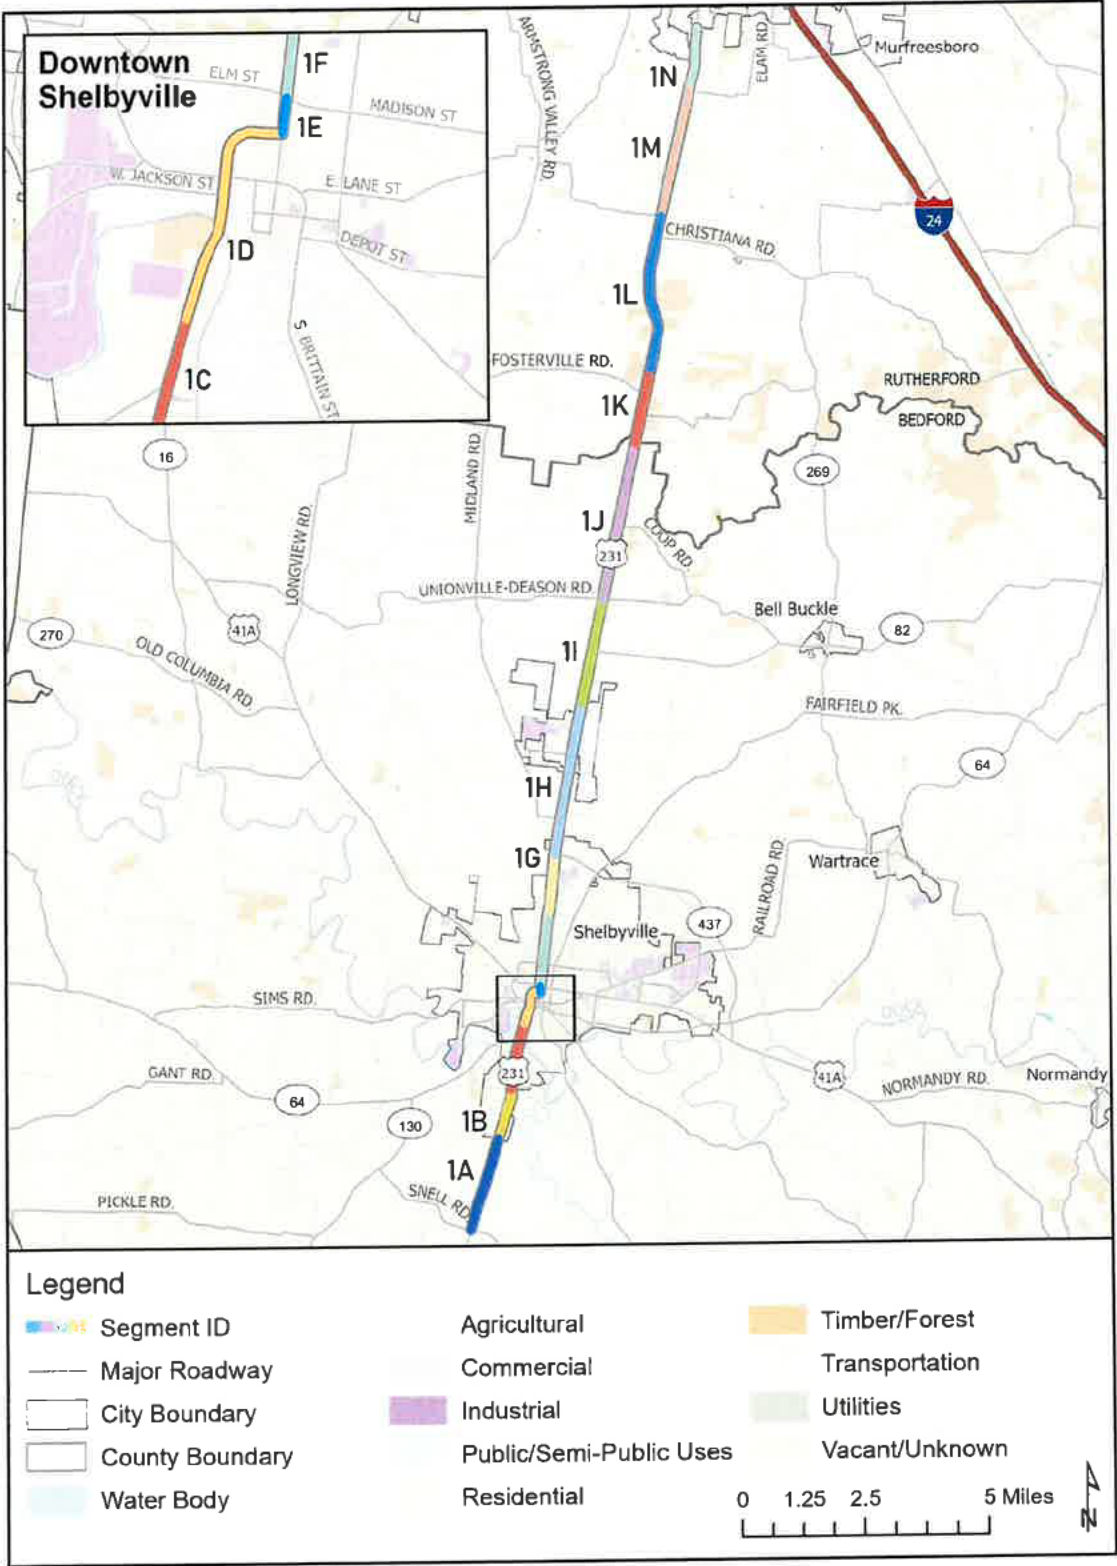 Downtown
Shelbyville
ELM ST
1F
MADISON ST
1E
W. JACKSON ST
E. LANE ST
DEPOT ST
1D
S BRITTAIN ST
1C
ARMSTRONG VALLEY RD.
ELAM RD.
Murfreesboro
1N
1M
24
CHRISTIANA RD.
1L
FOSTERVILLE RD.
RUTHERFORD
BEDFORD
1K
16
MIDLAND RD
269
LONGVIEW RD.
1J
COOP RD.
231
UNIONVILLE-DEASON RD.
Bell Buckle
82
270
41A
OLD COLUMBIA RD.
1I
FAIRFIELD PK.
64
1H
1G
Wartrace
RAILROAD RD.
437
Shelbyville
SIMS RD.
GANT RD.
231
41A
NORMANDY RD.
Normandy
64
130
1B
1A
SNELL RD.
PICKLE RD.
Legend
Segment ID
Major Roadway
City Boundary
County Boundary
Water Body
Agricultural
Commercial
Industrial
Public/Semi-Public Uses
Residential
Timber/Forest
Transportation
Utilities
Vacant/Unknown
0 1.25 2.5 5 Miles
N